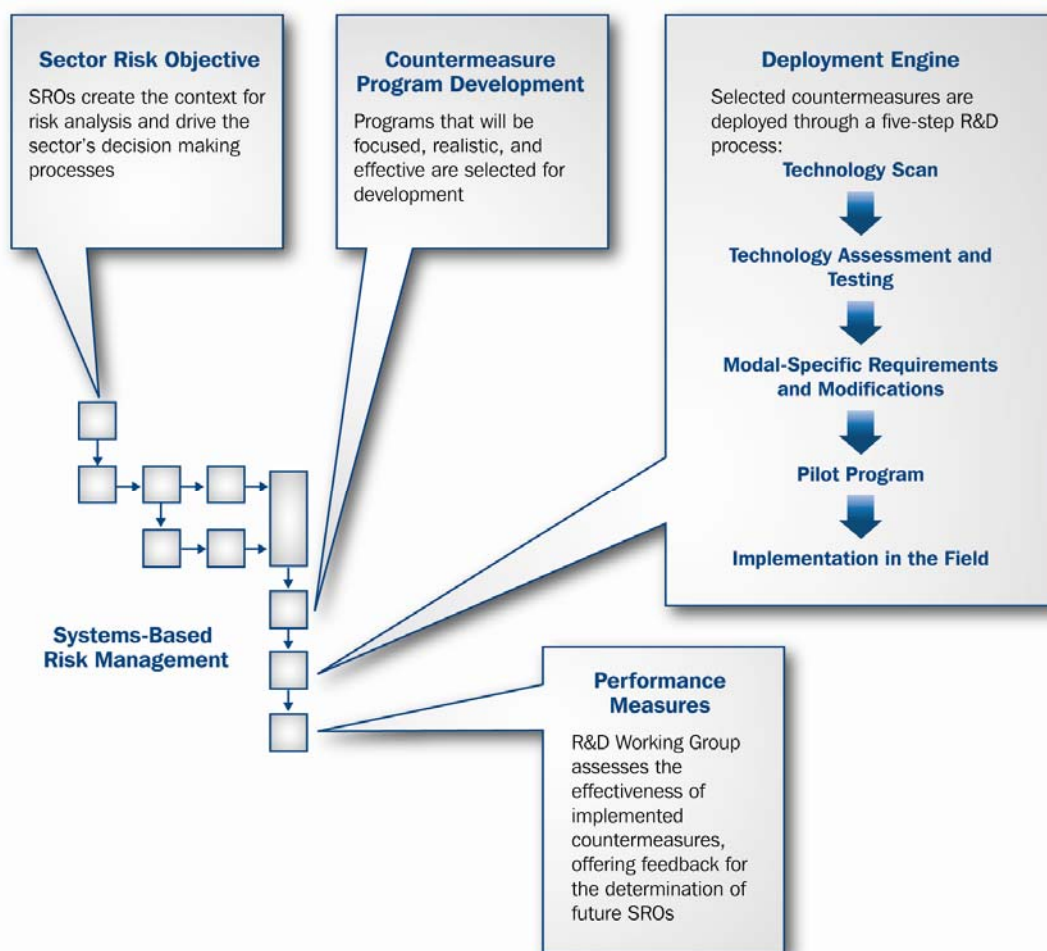 Sector Risk Objective
SROs create the context for
risk analysis and drive the
sector's decision making
processes
Countermeasure
Program Development
Programs that will be
focused, realistic, and
effective are selected for
development
Deployment Engine
Selected countermeasures are
deployed through a five-step R&D
process:
Technology Scan
Technology Assessment and
Testing
Modal-Specific Requirements
and Modifications
Pilot Program
Implementation in the Field
Systems-Based
Risk Management
Performance
Measures
R&D Working Group
assesses the
effectiveness of
implemented
countermeasures,
offering feedback for
the determination of
future SROs